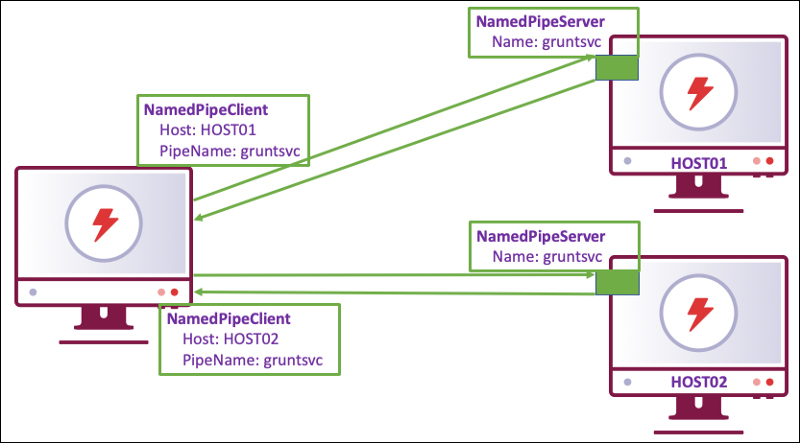 NamedPipeServer
Name: gruntsvc
HOST01
NamedPipeClient
Host: HOST01
PipeName: gruntsvc
NamedPipeServer
Name: gruntsvc
HOST02
NamedPipeClient
Host: HOST02
PipeName: gruntsvc